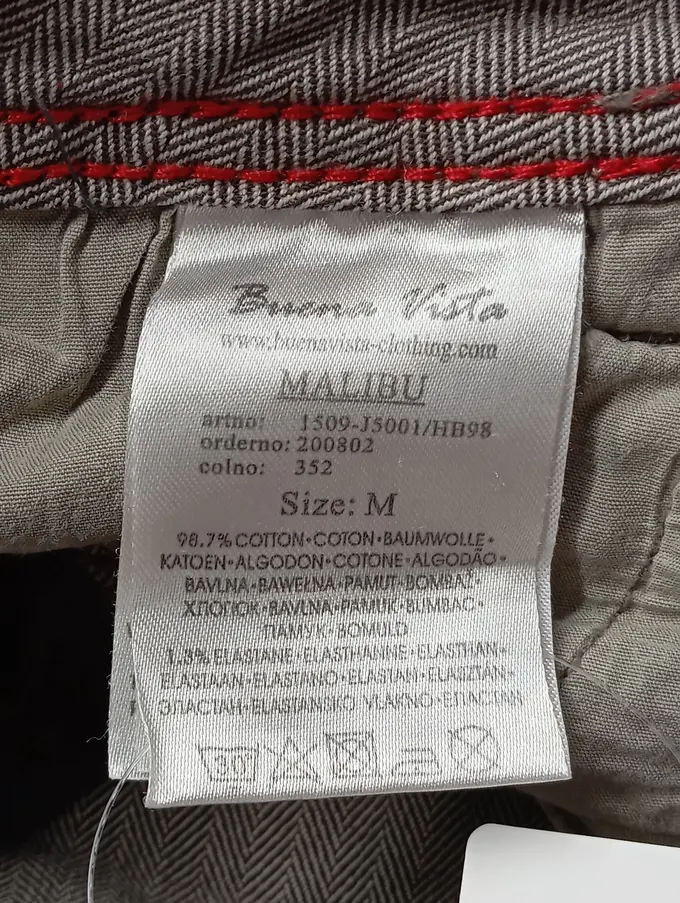 Buena Vista
www.buenavista-clothing.com
MALIBU
artno: 1509-J5001/HB98
orderno: 200802
colno: 352
Size: M
98.7% COTTON•COTON•BAUMWOLLE•
KATOEN•ALGODON•COTONE•ALGODÃO•
BAVLNA•BAWEŁNA•PAMUT•BOMBAŽ•
ХЛОПОК•BAVLNA•PAMUK•BUMBAC•
ПАМУК•BOMULD
1.3% ELASTANE•ELASTHANNE•ELASTHAN•
ELASTAAN•ELASTANO•ELASTAN•ELASZTÁN•
ЭЛАСТАН•ELASTANSKO VLAKNO•ЕЛАСТАН
30°